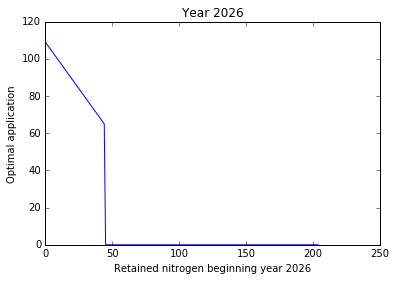 Year 2026
120
100
80
60
40
20
0
Optimal application
0 50 100 150 200 250
Retained nitrogen beginning year 2026